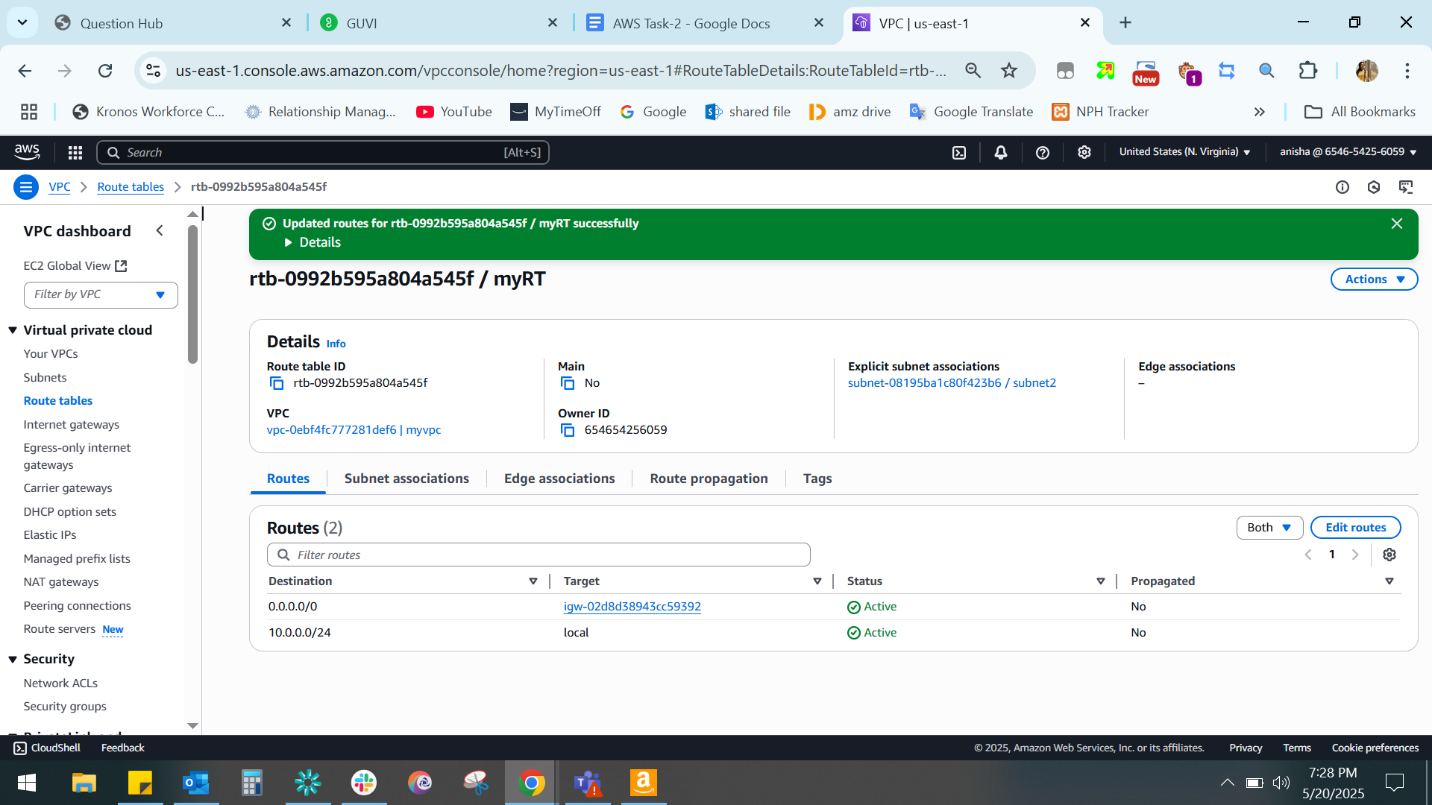 Question Hub
GUVI
AWS Task-2 - Google Docs
VPC | us-east-1
us-east-1.console.aws.amazon.com/vpcconsole/home?region=us-east-1#RouteTableDetails:RouteTableId=rtb-...
New
1
Kronos Workforce C...
Relationship Manag...
YouTube
MyTimeOff
Google
shared file
amz drive
Google Translate
NPH Tracker
All Bookmarks
aws
Search
[Alt+S]
United States (N. Virginia)
anisha @ 6546-5425-6059
VPC
Route tables
rtb-0992b595a804a545f
VPC dashboard
EC2 Global View
Filter by VPC
Virtual private cloud
Your VPCs
Subnets
Route tables
Internet gateways
Egress-only internet
gateways
Carrier gateways
DHCP option sets
Elastic IPs
Managed prefix lists
NAT gateways
Peering connections
Route servers New
Security
Network ACLs
Security groups
Updated routes for rtb-0992b595a804a545f / myRT successfully
Details
rtb-0992b595a804a545f / myRT
Actions
Details Info
Route table ID
rtb-0992b595a804a545f
Main
No
Explicit subnet associations
subnet-08195ba1c80f423b6 / subnet2
Edge associations
–
VPC
vpc-0ebf4fc777281def6 | myvpc
Owner ID
654654256059
Routes
Subnet associations
Edge associations
Route propagation
Tags
Routes (2)
Both
Edit routes
Filter routes
1
Destination
Target
Status
Propagated
0.0.0.0/0
igw-02d8d38943cc59392
Active
No
10.0.0.0/24
local
Active
No
CloudShell
Feedback
© 2025, Amazon Web Services, Inc. or its affiliates.
Privacy
Terms
Cookie preferences
7:28 PM
5/20/2025